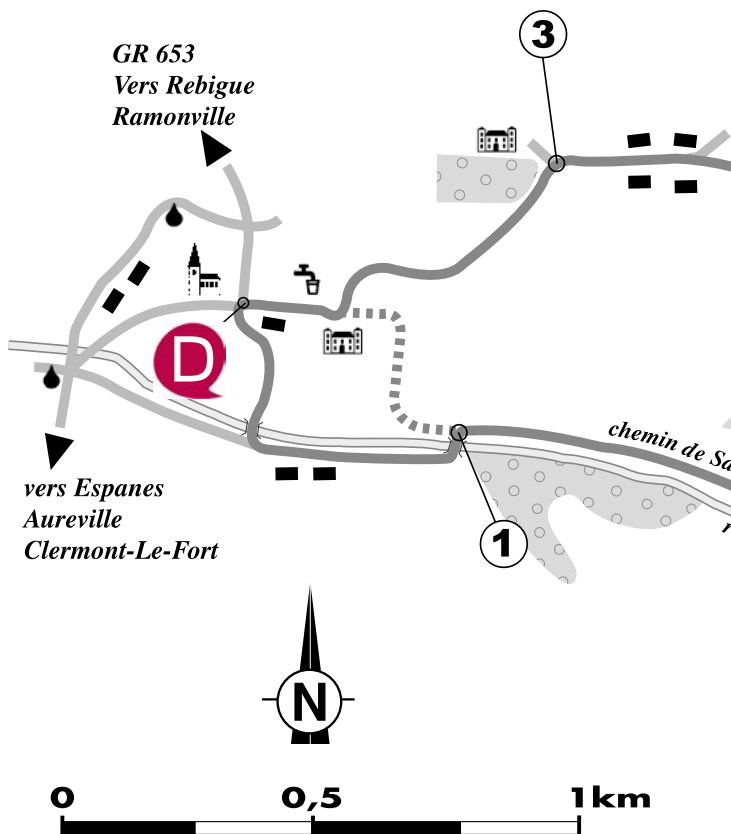 3
GR 653
Vers Rebigue
Ramonville
D
chemin de Sa
vers Espanes
Aureville
Clermont-Le-Fort
1
r
N
0 0,5 1km